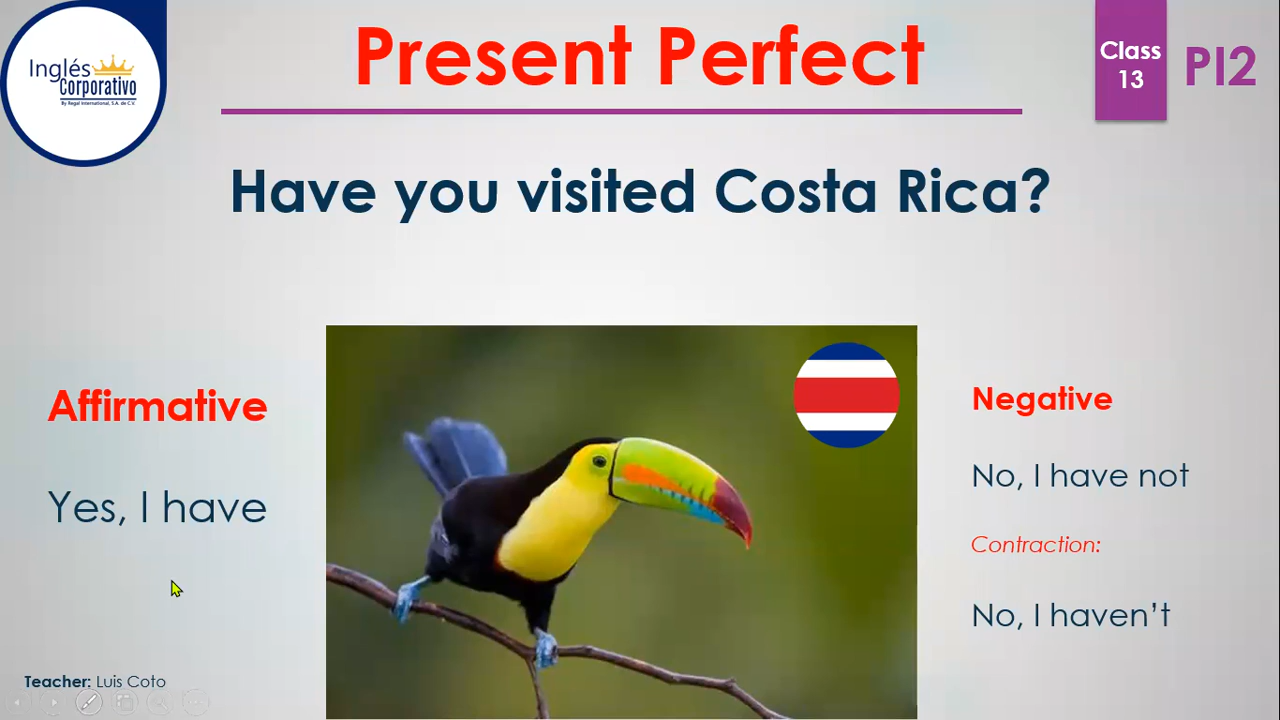 Inglés
Corporativo
By Regal International, S.A. de C.V.
Present Perfect
Class
13
PI2
Have you visited Costa Rica?
Affirmative
Yes, I have
Negative
No, I have not
Contraction:
No, I haven’t
Teacher: Luis Coto